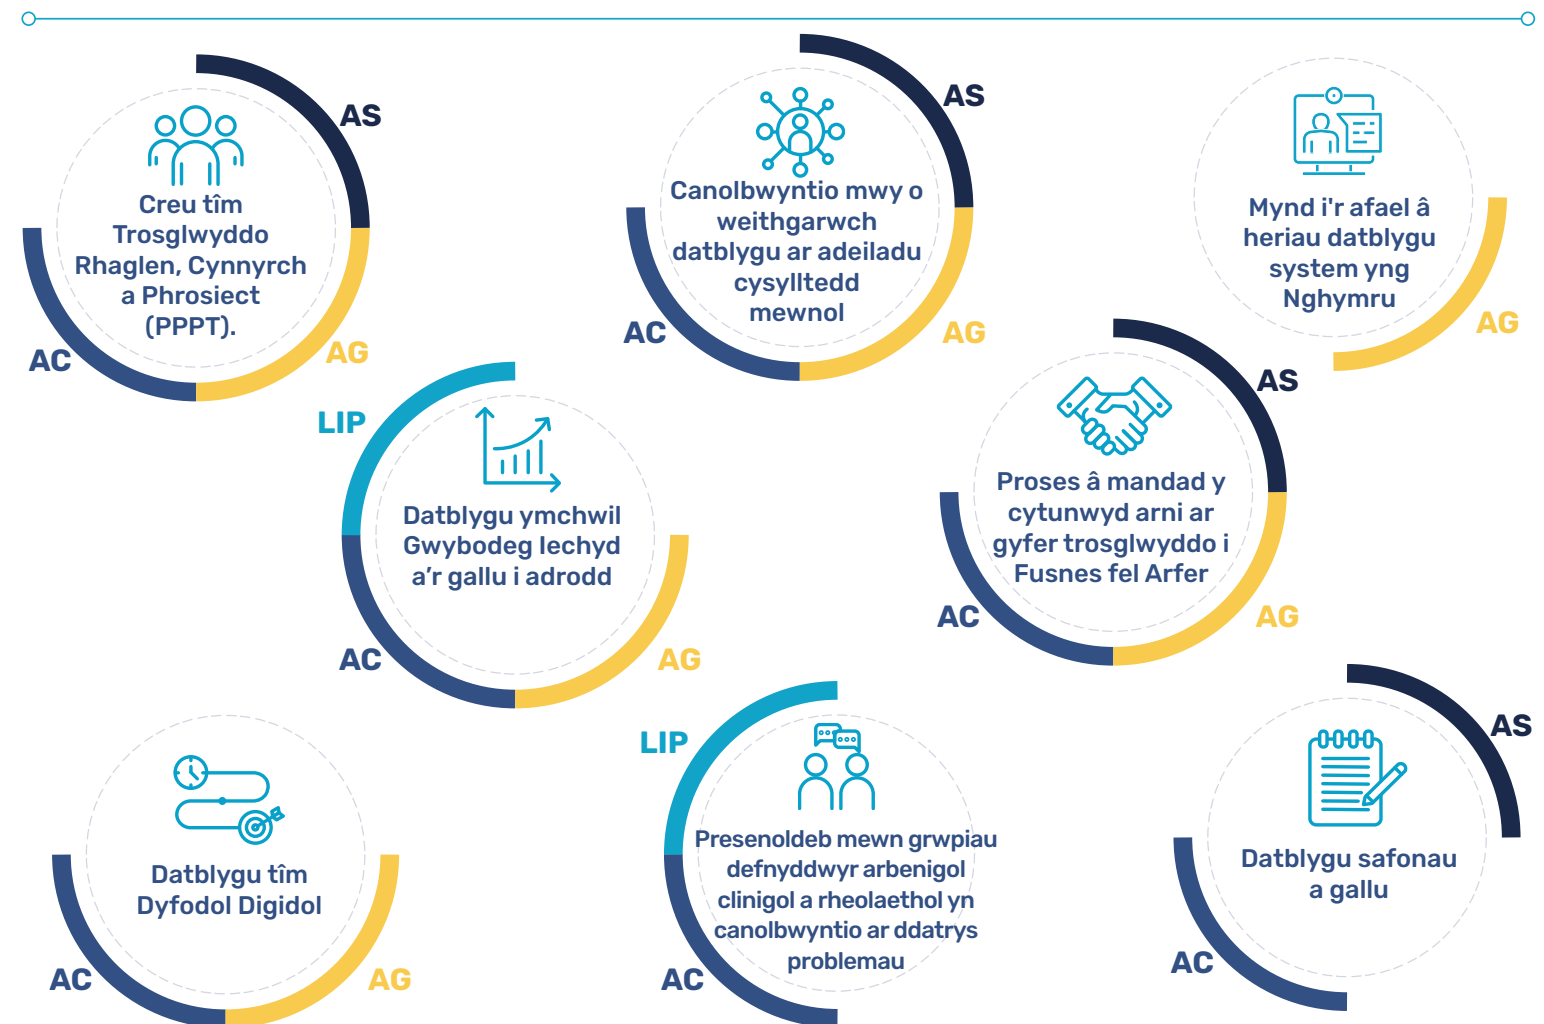 AS
Creu tîm
Trosglwyddo
Rhaglen, Cynnyrch
a Phrosiect
(PPPT).
AC
AG
AS
Canolbwyntio mwy o
weithgarwch
datblygu ar adeiladu
cysylltedd
mewnol
AC
AG
Mynd i'r afael â
heriau datblygu
system yng
Nghymru
AG
LIP
Datblygu ymchwil
Gwybodeg Iechyd
a’r gallu i adrodd
AC
AG
AS
Proses â mandad y
cytunwyd arni ar
gyfer trosglwyddo i
Fusnes fel Arfer
AC
AG
Datblygu tîm
Dyfodol Digidol
AC
AG
LIP
Presenoldeb mewn grwpiau
defnyddwyr arbenigol
clinigol a rheolaethol yn
canolbwyntio ar ddatrys
problemau
AC
AS
Datblygu safonau
a gallu
AC